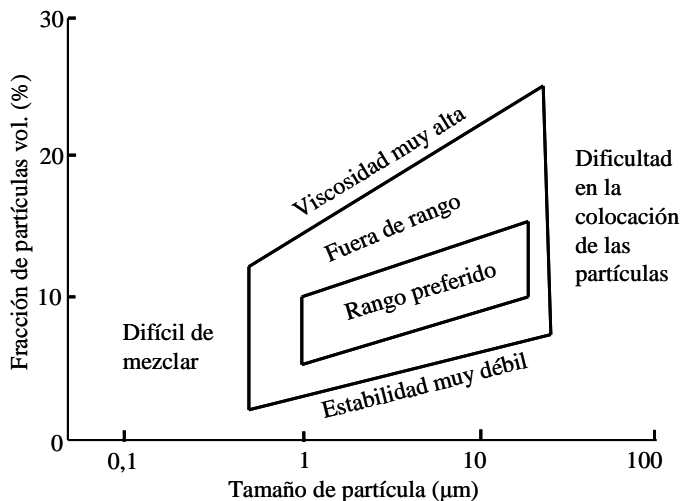 30
20
10
0
Fracción de partículas vol. (%)
Viscosidad muy alta
Fuera de rango
Rango preferido
Estabilidad muy débil
Difícil de
mezclar
Dificultad
en la
colocación
de las
partículas
0,1
1
10
100
Tamaño de partícula (μm)